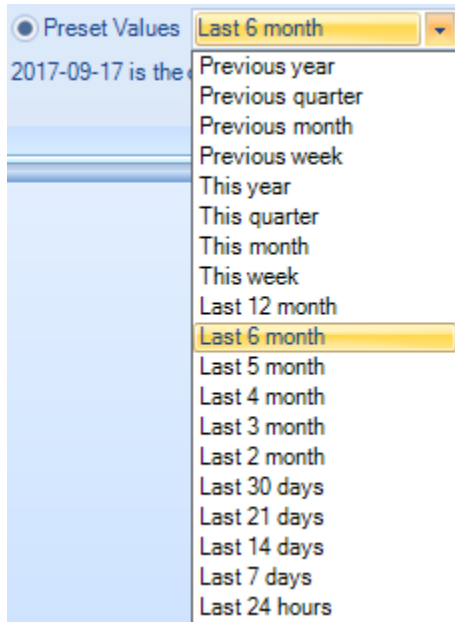 Preset Values Last 6 month
2017-09-17 is the
Previous year
Previous quarter
Previous month
Previous week
This year
This quarter
This month
This week
Last 12 month
Last 6 month
Last 5 month
Last 4 month
Last 3 month
Last 2 month
Last 30 days
Last 21 days
Last 14 days
Last 7 days
Last 24 hours